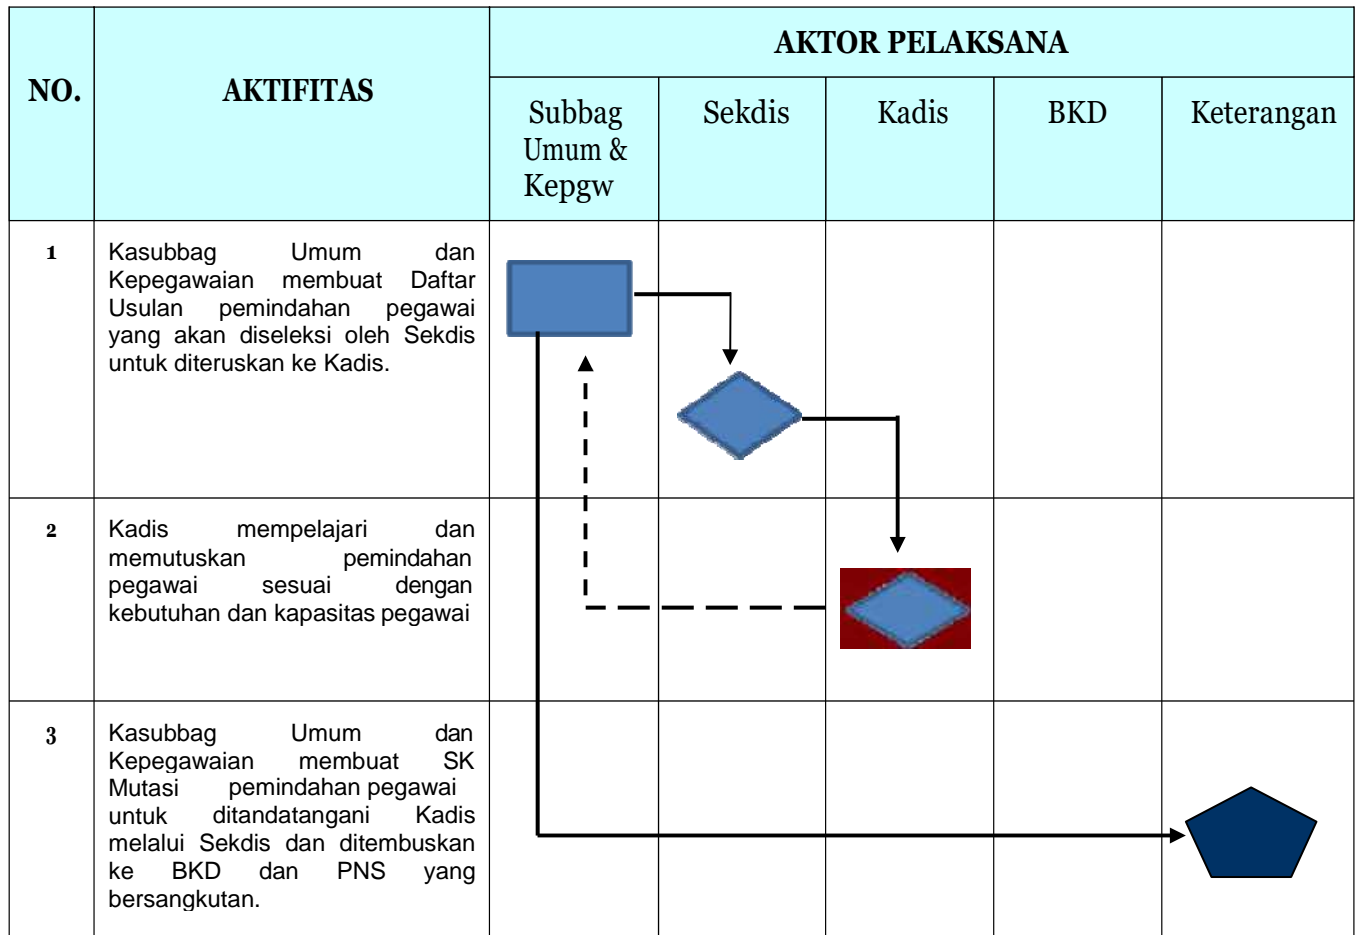 AKTOR PELAKSANA
NO.
AKTIFITAS
Subbag
Umum &
Kepgw
Sekdis
Kadis
BKD
Keterangan
1
Kasubbag Umum dan
Kepegawaian membuat Daftar
Usulan pemindahan pegawai
yang akan diseleksi oleh Sekdis
untuk diteruskan ke Kadis.
2
Kadis mempelajari dan
memutuskan pemindahan
pegawai sesuai dengan
kebutuhan dan kapasitas pegawai
3
Kasubbag Umum dan
Kepegawaian membuat SK
Mutasi pemindahan pegawai
untuk ditandatangani Kadis
melalui Sekdis dan ditembuskan
ke BKD dan PNS yang
bersangkutan.